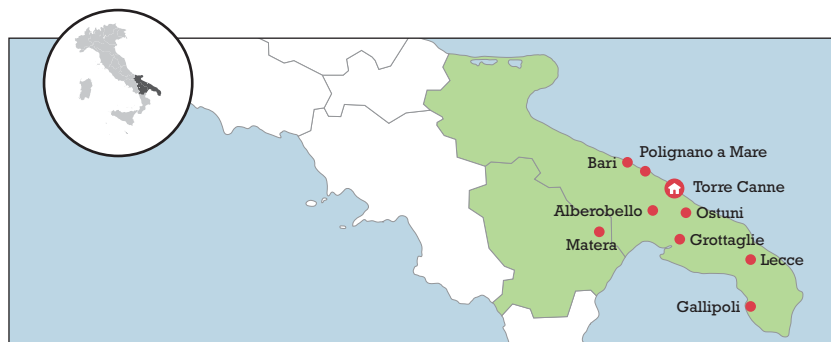 Polignano a Mare
Bari
Torre Canne
Alberobello
Ostuni
Matera
Grottaglie
Lecce
Gallipoli